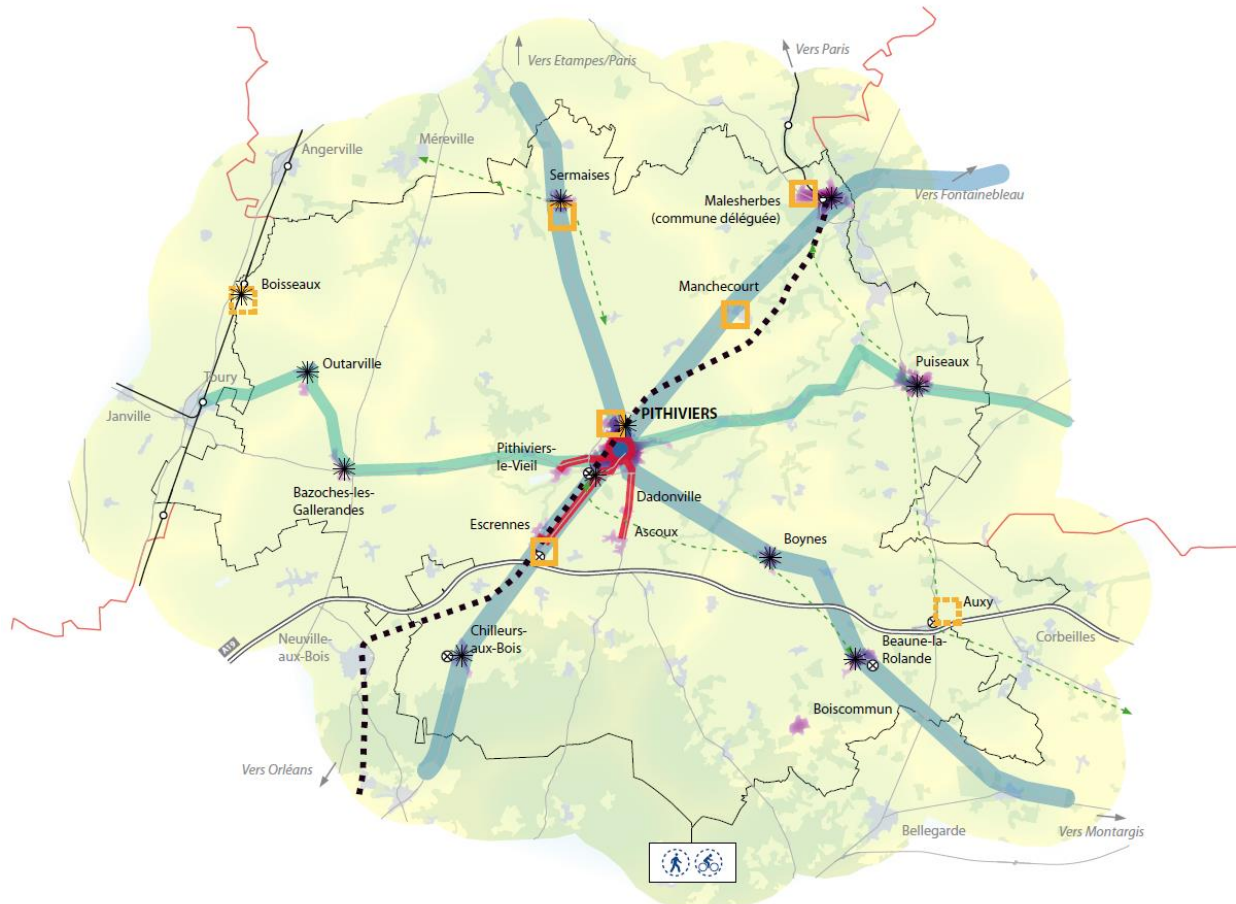 Vers Etampes/Paris
Vers Paris
Méreville
Angerville
Sermaises
Vers Fontainebleau
Malesherbes
(commune déléguée)
Boisseaux
Manchecourt
Outarville
Puiseaux
Toury
Janville
PITHIVIERS
Pithiviers-
le-Vieil
Bazoches-les-
Gallerandes
Dadonville
Escrennes
Ascoux
Boynes
Auxy
Neuville-
aux-Bois
Chilleurs-
aux-Bois
Corbeilles
Beaune-la-
Rolande
A19
Boiscommun
Vers Orléans
Bellegarde
Vers Montargis